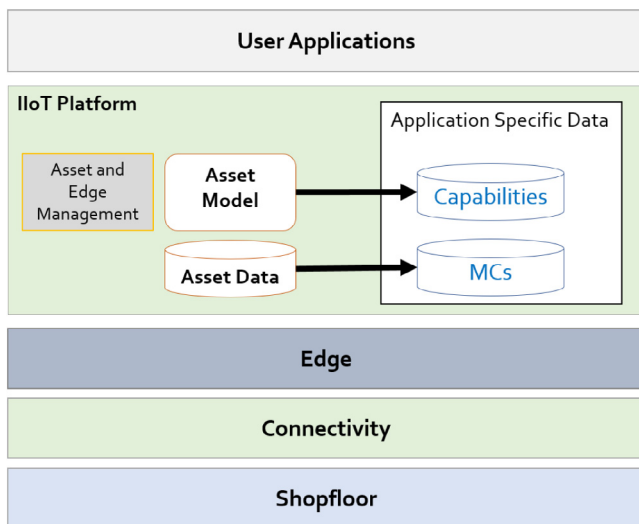 User Applications
IIoT Platform
Application Specific Data
Asset and
Edge
Management
Asset
Model
Capabilities
Asset Data
MCs
Edge
Connectivity
Shopfloor